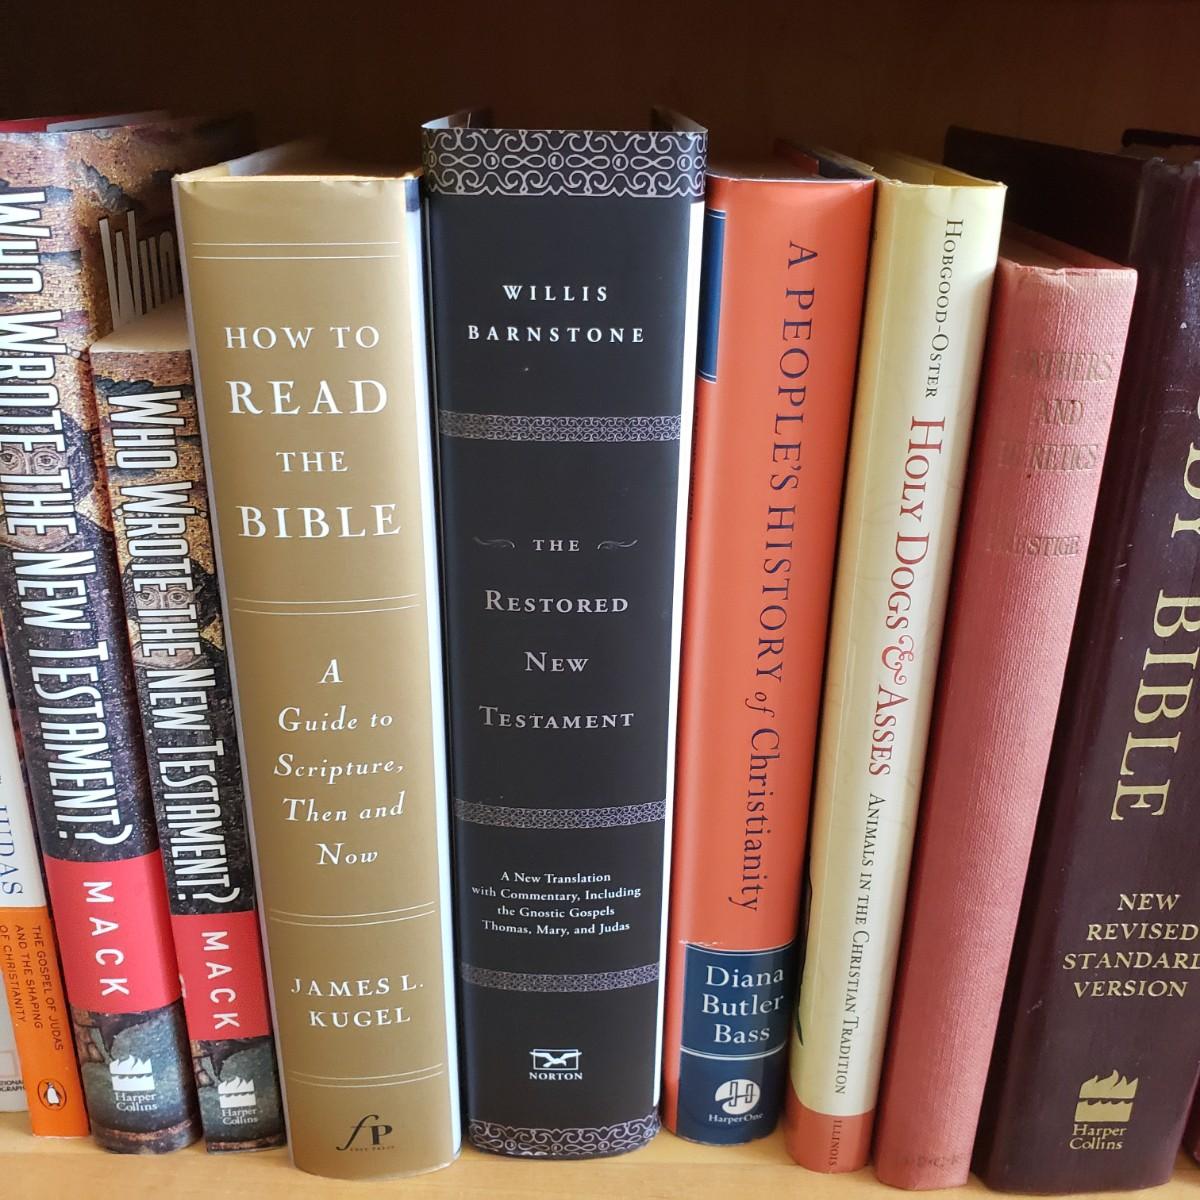 JUDAS
THE GOSPEL OF JUDAS
AND THE SHAPING
OF CHRISTIANITY
WHO WROTE THE NEW TESTAMENT?
MACK
Harper
Collins
WHO WROTE THE NEW TESTAMENT?
MACK
Harper
Collins
HOW TO
READ
THE
BIBLE
A
Guide to
Scripture,
Then and
Now
JAMES L.
KUGEL
fP
FREE PRESS
WILLIS
BARNSTONE
THE
RESTORED
NEW
TESTAMENT
A New Translation
with Commentary, Including
the Gnostic Gospels
Thomas, Mary, and Judas
NORTON
A PEOPLE'S HISTORY of Christianity
Diana
Butler
Bass
HarperOne
HOBGOOD-OSTER
HOLY DOGS & ASSES
ANIMALS IN THE CHRISTIAN TRADITION
ILLINOIS
FATHERS
AND
HERETICS
PRESTIGE
BIBLE
NEW
REVISED
STANDARD
VERSION
Harper
Collins